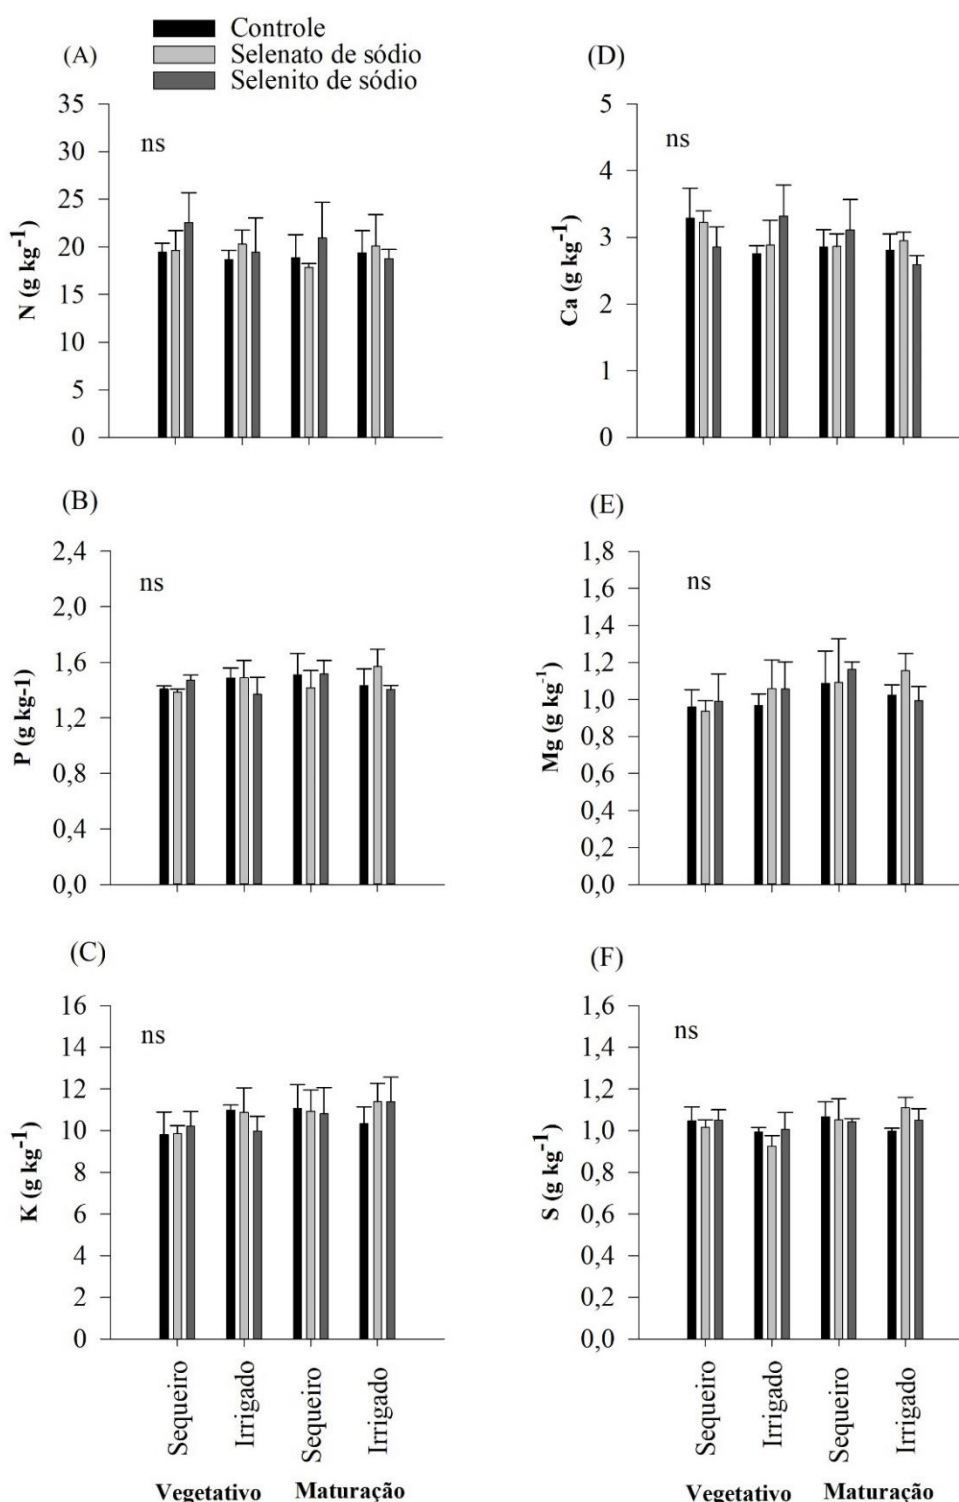 Controle
Selenato de sódio
Selenito de sódio
(A)
35
30
25
20
15
10
5
0
N (g kg-1)
ns
(D)
5
4
3
2
1
0
Ca (g kg-1)
ns
(B)
2,4
2,0
1,6
1,2
0,8
0,4
0,0
P (g kg-1)
ns
(E)
1,8
1,6
1,4
1,2
1,0
0,8
0,6
0,4
0,2
0,0
Mg (g kg-1)
ns
(C)
16
14
12
10
8
6
4
2
0
K (g kg-1)
ns
Sequeiro
Irrigado
Sequeiro
Irrigado
Vegetativo Maturação
(F)
1,6
1,4
1,2
1,0
0,8
0,6
0,4
0,2
0,0
S (g kg-1)
ns
Sequeiro
Irrigado
Sequeiro
Irrigado
Vegetativo Maturação